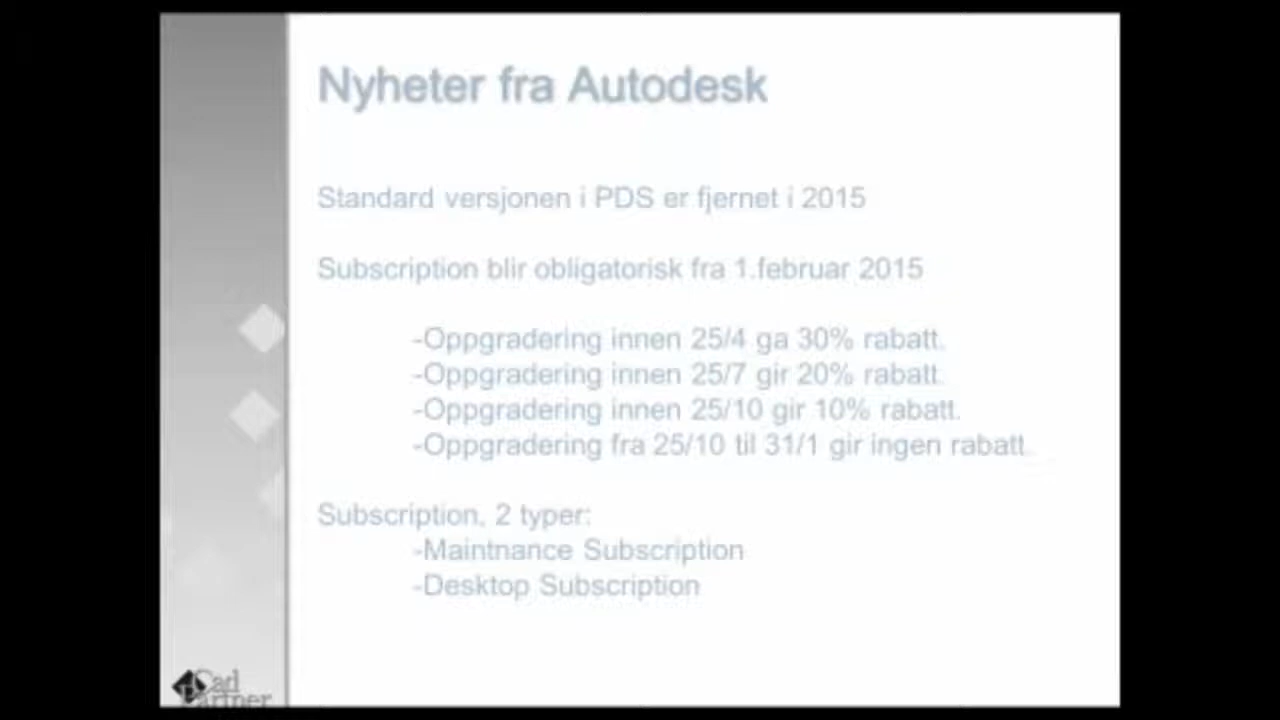 Nyheter fra Autodesk
Standard versjonen i PDS er fjernet i 2015
Subscription blir obligatorisk fra 1.februar 2015
-Oppgradering innen 25/4 ga 30% rabatt.
-Oppgradering innen 25/7 gir 20% rabatt.
-Oppgradering innen 25/10 gir 10% rabatt.
-Oppgradering fra 25/10 til 31/1 gir ingen rabatt.
Subscription, 2 typer:
-Maintnance Subscription
-Desktop Subscription
Cad
Partner